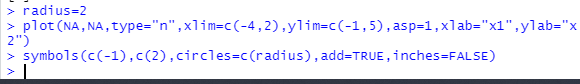 > radius=2
> plot(NA,NA,type="n",xlim=c(-4,2),ylim=c(-1,5),asp=1,xlab="x1",ylab="x
2")
> symbols(c(-1),c(2),circles=c(radius),add=TRUE,inches=FALSE)
>